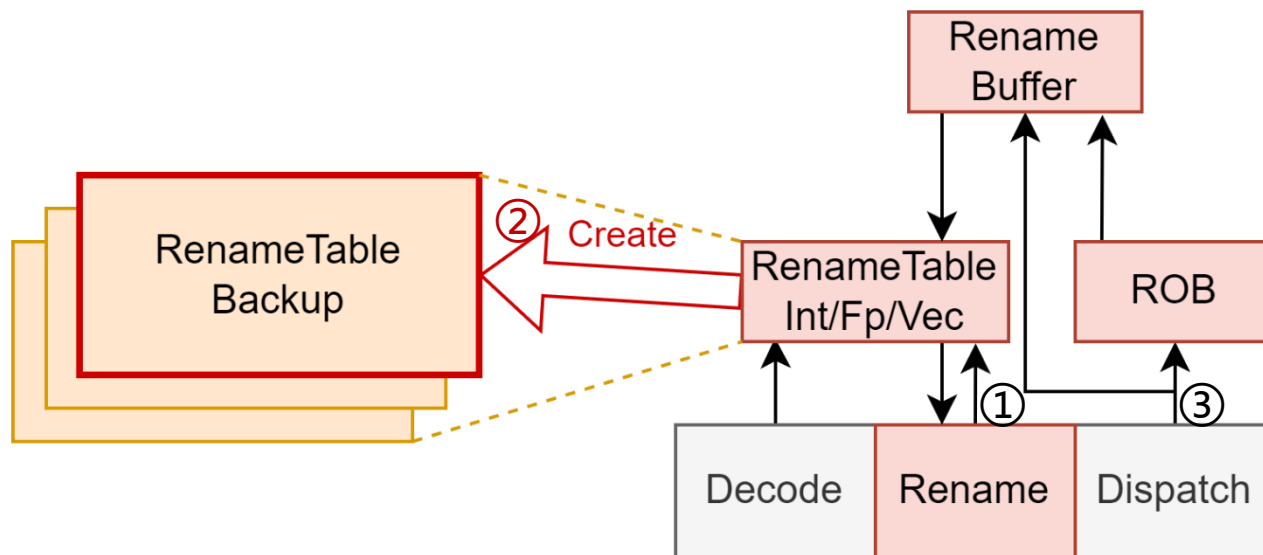 Rename
Buffer
②
Create
RenameTable
Backup
RenameTable
Int/Fp/Vec
ROB
①
③
Decode
Rename
Dispatch